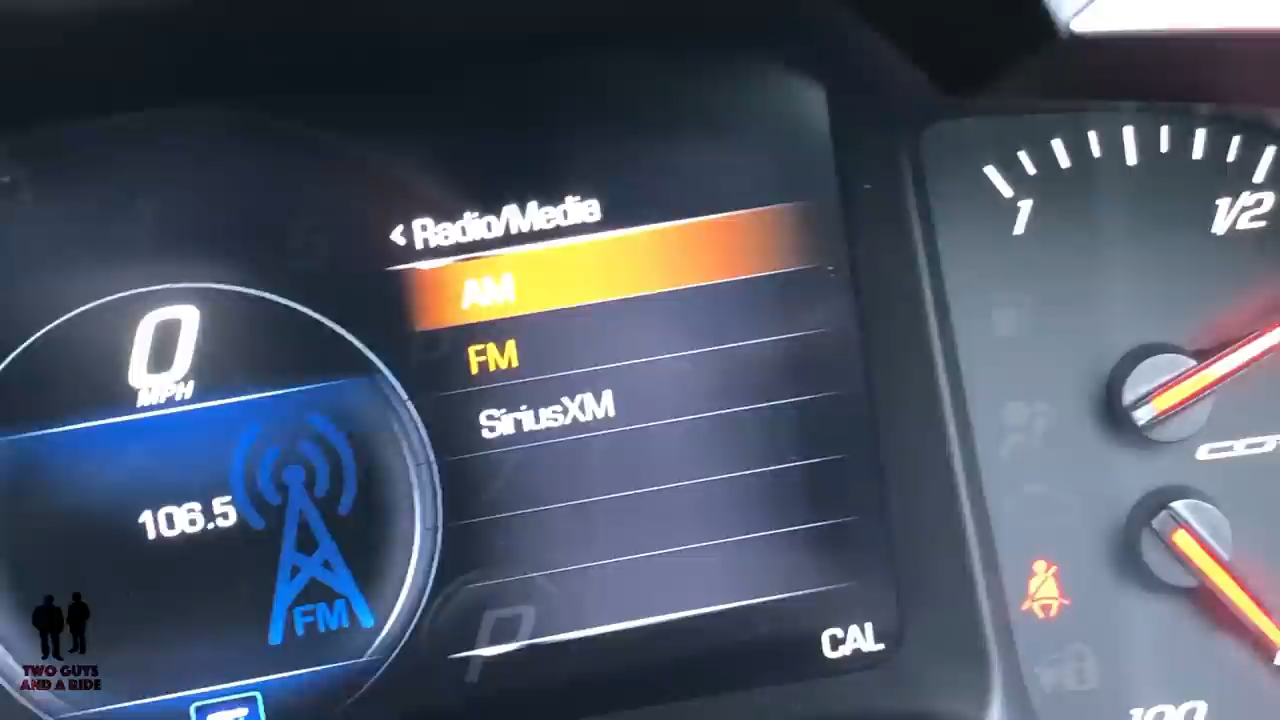 < Radio/Media
AM
FM
SiriusXM
0
MPH
106.5
FM
P
CAL
1
1/2
TWO GUYS
AND A RIDE